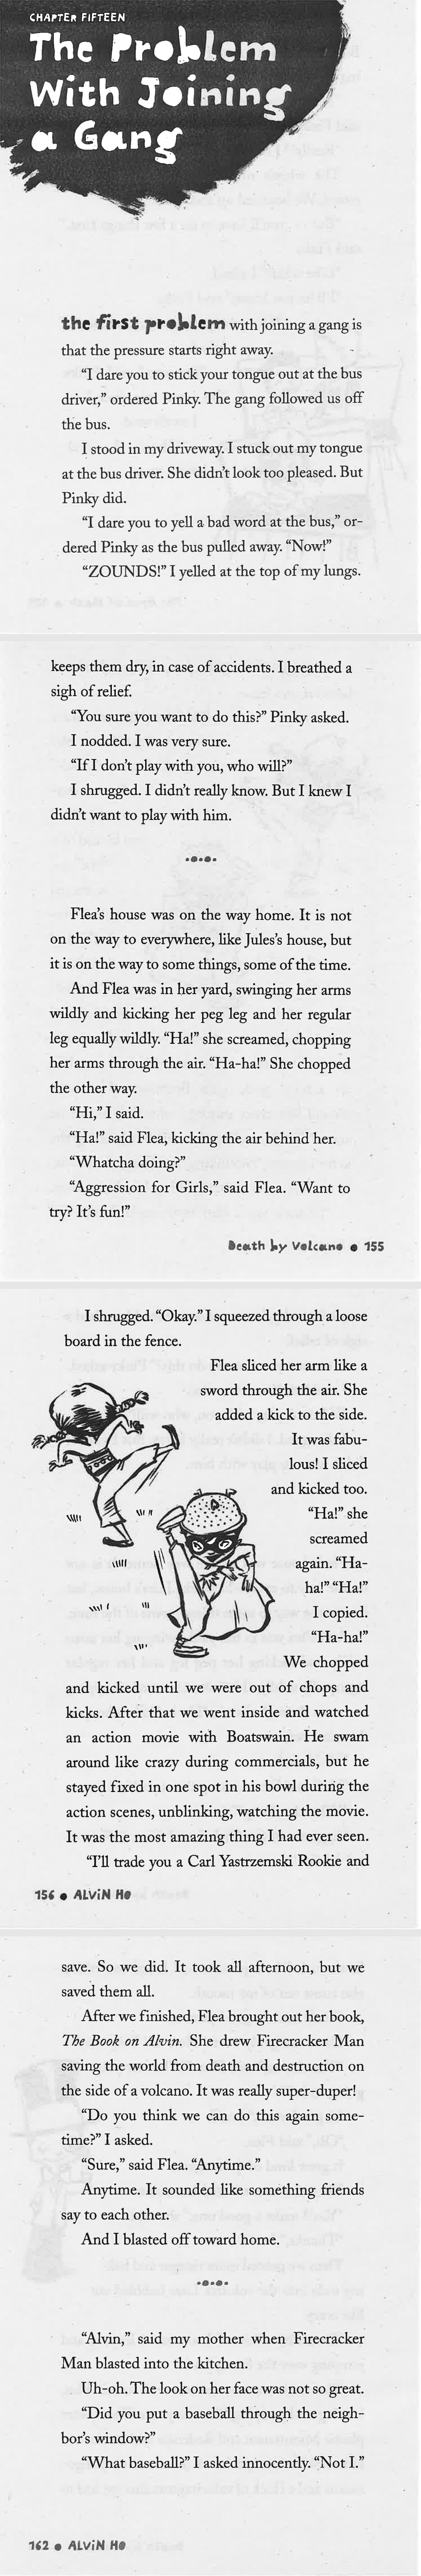 CHAPTER FIFTEEN
The Problem
With Joining
a Gang
the first problem with joining a gang is
that the pressure starts right away.
“I dare you to stick your tongue out at the bus
driver,” ordered Pinky. The gang followed us off
the bus.
I stood in my driveway. I stuck out my tongue
at the bus driver. She didn’t look too pleased. But
Pinky did.
“I dare you to yell a bad word at the bus,” or-
dered Pinky as the bus pulled away. “Now!”
“ZOUNDS!” I yelled at the top of my lungs.
keeps them dry, in case of accidents. I breathed a
sigh of relief.
“You sure you want to do this?” Pinky asked.
I nodded. I was very sure.
“If I don’t play with you, who will?”
I shrugged. I didn’t really know. But I knew I
didn’t want to play with him.
Flea’s house was on the way home. It is not
on the way to everywhere, like Jules’s house, but
it is on the way to some things, some of the time.
And Flea was in her yard, swinging her arms
wildly and kicking her peg leg and her regular
leg equally wildly. “Ha!” she screamed, chopping
her arms through the air. “Ha-ha!” She chopped
the other way.
“Hi,” I said.
“Ha!” said Flea, kicking the air behind her.
“Whatcha doing?”
“Aggression for Girls,” said Flea. “Want to
try? It’s fun!”
Death by Volcano • 155
I shrugged. “Okay.” I squeezed through a loose
board in the fence.
Flea sliced her arm like a
sword through the air. She
added a kick to the side.
It was fabu-
lous! I sliced
and kicked too.
“Ha!” she
screamed
again. “Ha-
ha!” “Ha!”
I copied.
“Ha-ha!”
We chopped
and kicked until we were out of chops and
kicks. After that we went inside and watched
an action movie with Boatswain. He swam
around like crazy during commercials, but he
stayed fixed in one spot in his bowl during the
action scenes, unblinking, watching the movie.
It was the most amazing thing I had ever seen.
“I’ll trade you a Carl Yastrzemski Rookie and
156 • ALViN HO
save. So we did. It took all afternoon, but we
saved them all.
After we finished, Flea brought out her book,
The Book on Alvin. She drew Firecracker Man
saving the world from death and destruction on
the side of a volcano. It was really super-duper!
“Do you think we can do this again some-
time?” I asked.
“Sure,” said Flea. “Anytime.”
Anytime. It sounded like something friends
say to each other.
And I blasted off toward home.
“Alvin,” said my mother when Firecracker
Man blasted into the kitchen.
Uh-oh. The look on her face was not so great.
“Did you put a baseball through the neigh-
bor’s window?”
“What baseball?” I asked innocently. “Not I.”
162 • ALViN HO